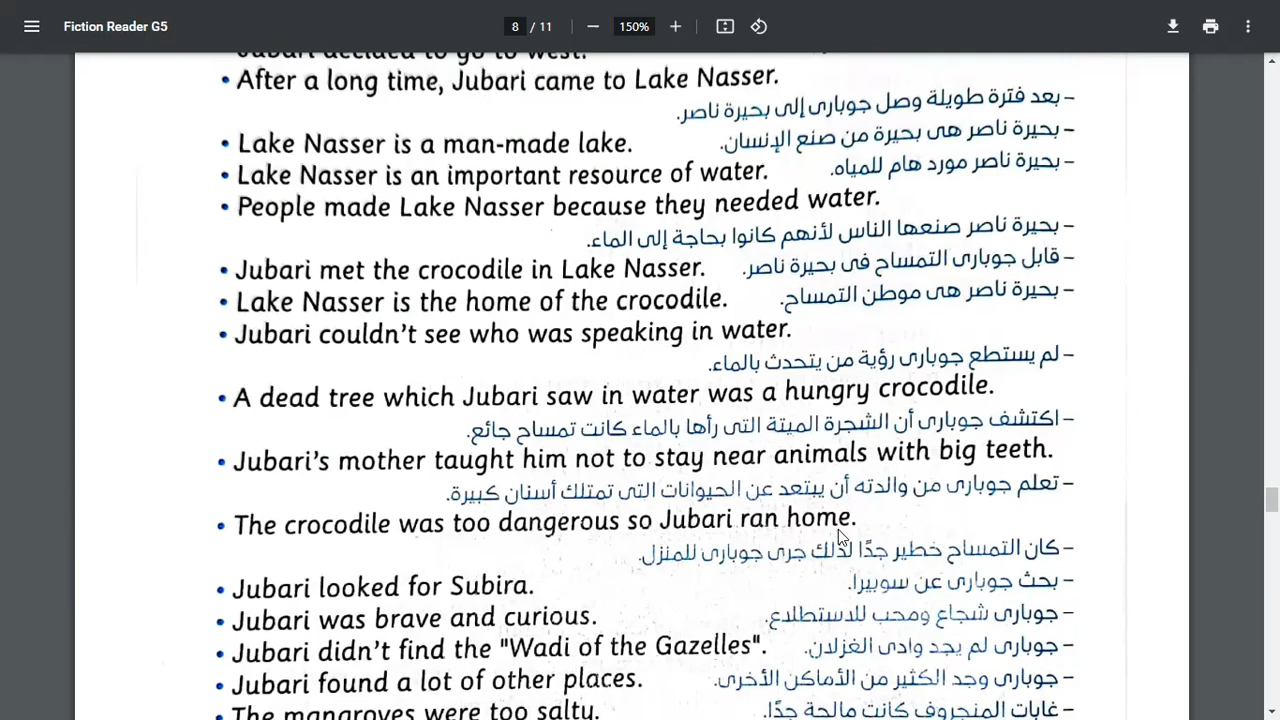 Fiction Reader G5
8 / 11
150%
Jubari decided to go to west.
• After a long time, Jubari came to Lake Nasser.
- بعد فترة طويلة وصل جوبارى إلى بحيرة ناصر.
• Lake Nasser is a man-made lake. - بحيرة ناصر هى بحيرة من صنع الإنسان.
• Lake Nasser is an important resource of water. - بحيرة ناصر مورد هام للمياه.
• People made Lake Nasser because they needed water.
- بحيرة ناصر صنعها الناس لأنهم كانوا بحاجة إلى الماء.
• Jubari met the crocodile in Lake Nasser. - قابل جوبارى التمساح فى بحيرة ناصر.
• Lake Nasser is the home of the crocodile. - بحيرة ناصر هى موطن التمساح.
• Jubari couldn't see who was speaking in water.
- لم يستطع جوبارى رؤية من يتحدث بالماء.
• A dead tree which Jubari saw in water was a hungry crocodile.
- اكتشف جوبارى أن الشجرة الميتة التى رأها بالماء كانت تمساح جائع.
• Jubari's mother taught him not to stay near animals with big teeth.
- تعلم جوبارى من والدته أن يبتعد عن الحيوانات التى تمتلك أسنان كبيرة.
• The crocodile was too dangerous so Jubari ran home.
- كان التمساح خطير جدًا لذلك جرى جوبارى للمنزل.
• Jubari looked for Subira. - بحث جوبارى عن سوبيرا.
• Jubari was brave and curious. - جوبارى شجاع ومحب للاستطلاع.
• Jubari didn't find the "Wadi of the Gazelles". - جوبارى لم يجد وادى الغزلان.
• Jubari found a lot of other places. - جوبارى وجد الكثير من الأماكن الأخرى.
• The mangroves were too salty. - غابات المنجروف كانت مالحة جدًا.